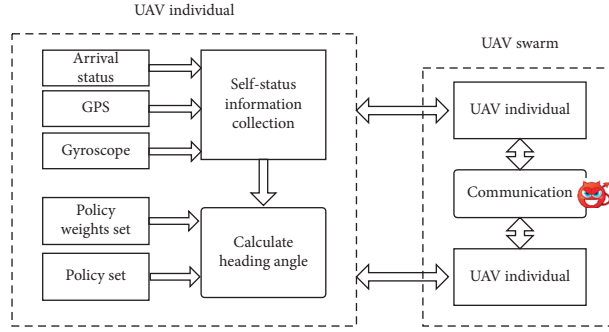 UAV individual
Arrival
status
GPS
Gyroscope
Self-status
information
collection
Policy
weights set
Policy set
Calculate
heading angle
UAV swarm
UAV individual
Communication
UAV individual